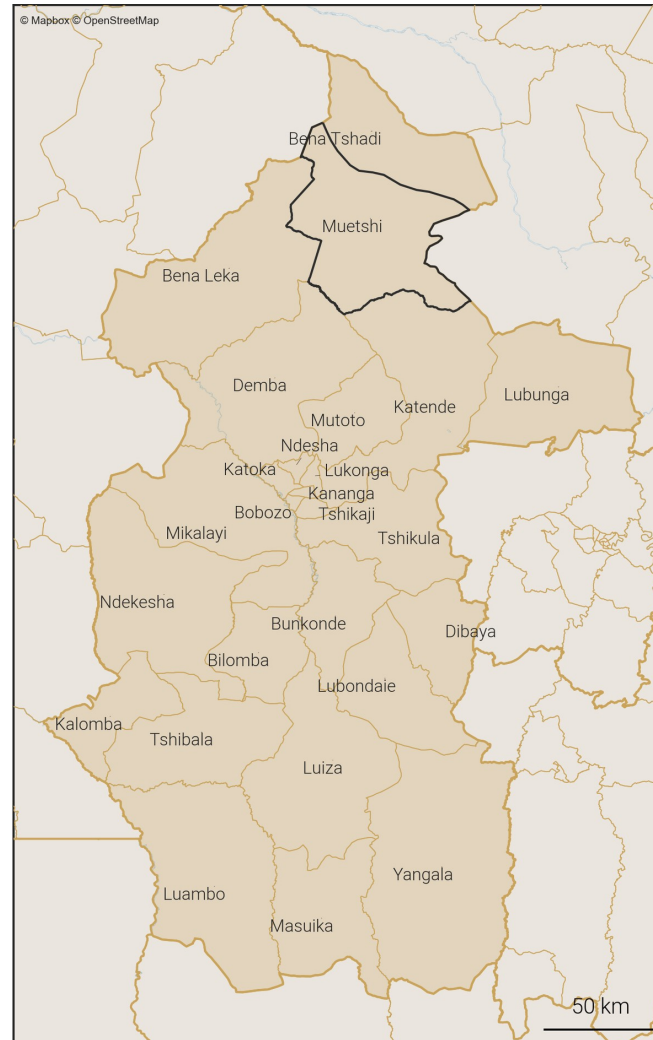 © Mapbox © OpenStreetMap
Bena Tshadi
Muetshi
Bena Leka
Demba
Katende
Lubunga
Mutoto
Ndesha
Katoka
Lukonga
Kananga
Bobozo
Tshikaji
Mikalayi
Tshikula
Ndekesha
Bunkonde
Dibaya
Bilomba
Lubondaie
Kalomba
Tshibala
Luiza
Yangala
Luambo
Masuika
50 km